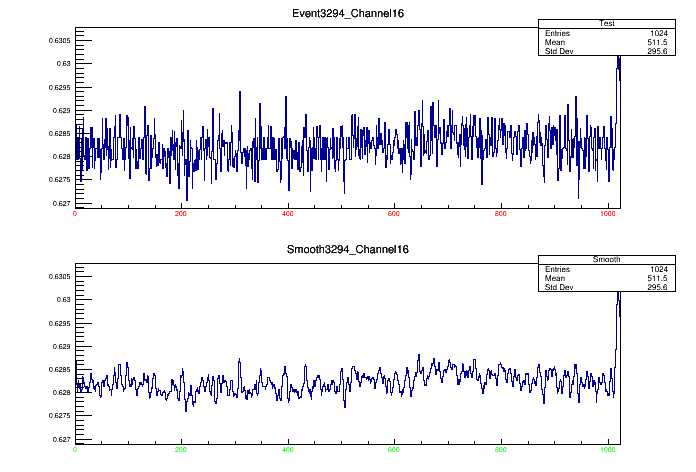 Event3294_Channel16
Test
Entries 1024
Mean 511.5
Std Dev 295.6
0.6305
0.63
0.6295
0.629
0.6285
0.628
0.6275
0.627
0 200 400 600 800 1000
Smooth3294_Channel16
Smooth
Entries 1024
Mean 511.5
Std Dev 295.6
0.6305
0.63
0.6295
0.629
0.6285
0.628
0.6275
0.627
0 200 400 600 800 1000